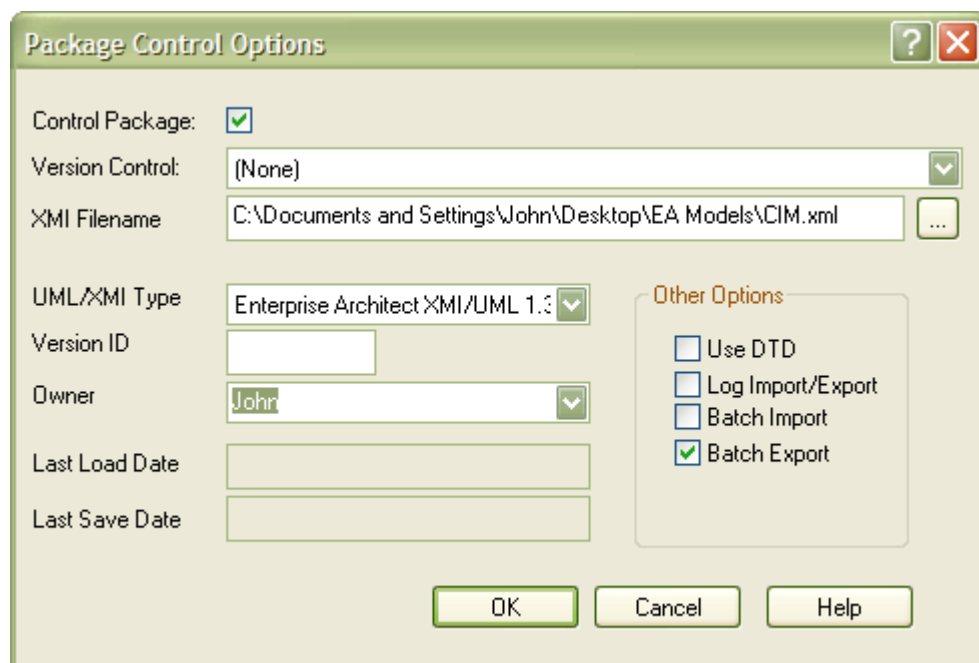 Package Control Options
Control Package:
Version Control:
(None)
XMI Filename
C:\Documents and Settings\John\Desktop\EA Models\CIM.xml
...
UML/XMI Type
Enterprise Architect XMI/UML 1.3
Version ID
Owner
John
Last Load Date
Last Save Date
Other Options
Use DTD
Log Import/Export
Batch Import
Batch Export
OK
Cancel
Help